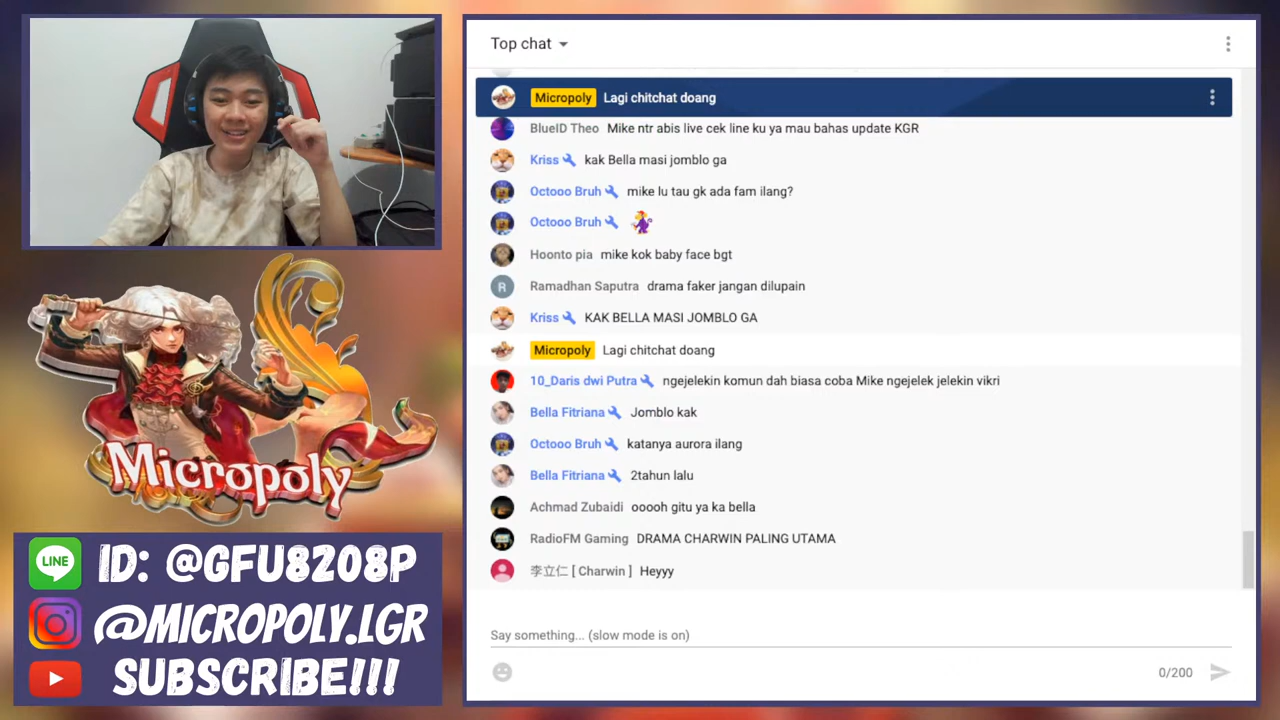 Top chat
Micropoly Lagi chitchat doang
BlueID Theo Mike ntr abis live cek line ku ya mau bahas update KGR
Kriss kak Bella masi jomblo ga
Octooo Bruh mike lu tau gk ada fam ilang?
Octooo Bruh
Hoonto pia mike kok baby face bgt
R Ramadhan Saputra drama faker jangan dilupain
Kriss KAK BELLA MASI JOMBLO GA
Micropoly Lagi chitchat doang
10_Daris dwi Putra ngejelekin komun dah biasa coba Mike ngejelek jelekin vikri
Bella Fitriana Jomblo kak
Octooo Bruh katanya aurora ilang
Bella Fitriana 2tahun lalu
Achmad Zubaidi ooooh gitu ya ka bella
RadioFM Gaming DRAMA CHARWIN PALING UTAMA
李立仁 [ Charwin ] Heyyy
Say something... (slow mode is on)
0/200
Micropoly
LINE ID: @GFU8208P
@MICROPOLY.LGR
SUBSCRIBE!!!